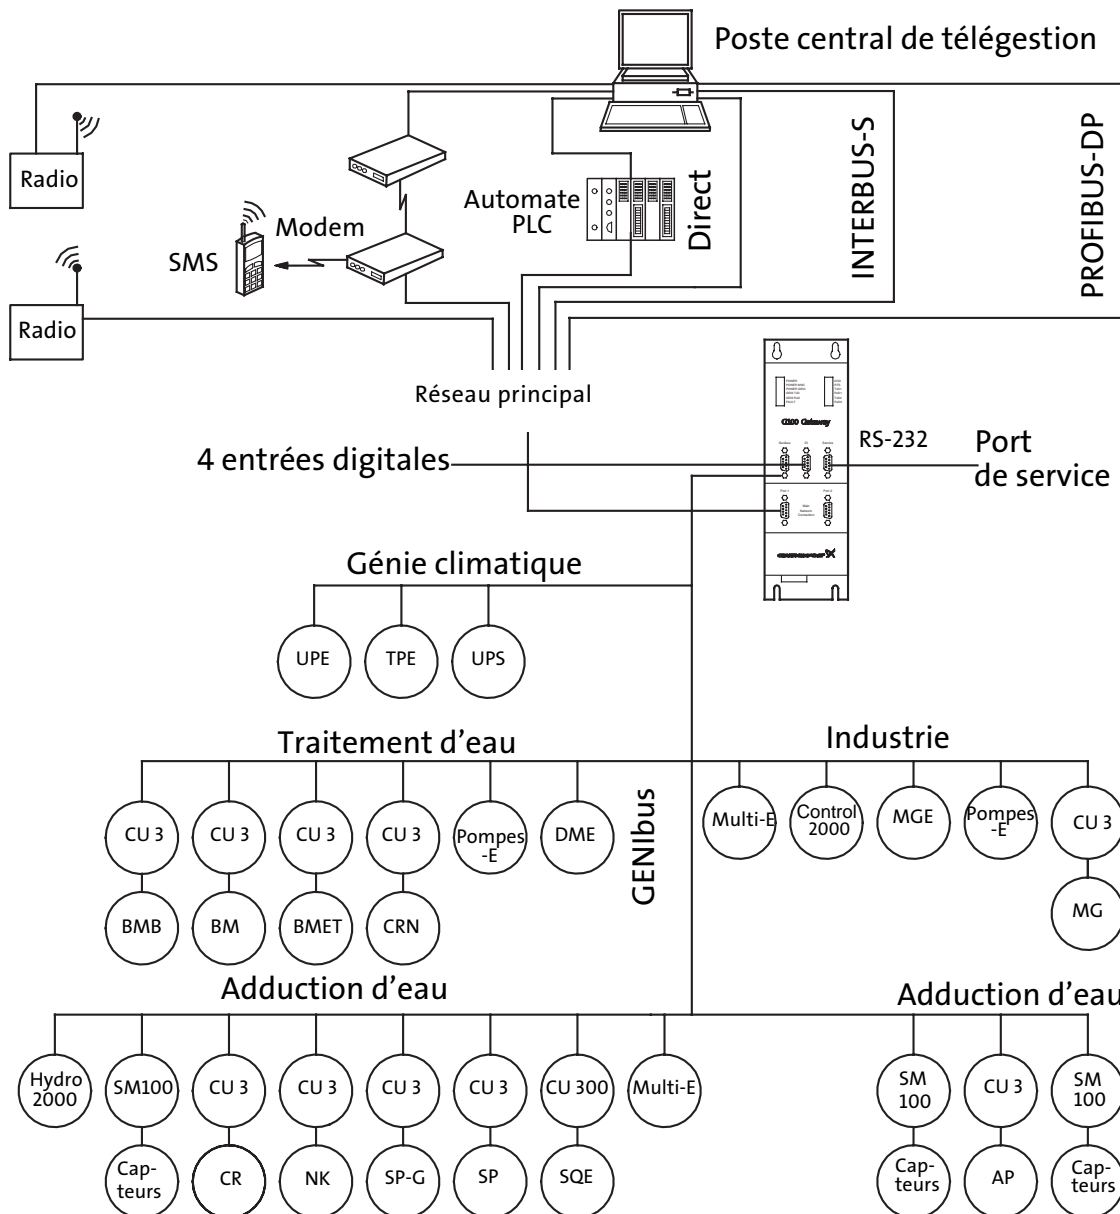 Poste central de télégestion
Radio
SMS
Modem
Automate
PLC
Direct
INTERBUS-S
PROFIBUS-DP
Radio
Réseau principal
G100 Gateway
4 entrées digitales
RS-232
Port
de service
Génie climatique
UPE
TPE
UPS
Traitement d'eau
CU 3
CU 3
CU 3
CU 3
Pompes
-E
DME
BMB
BM
BMET
CRN
GENIbus
Industrie
Multi-E
Control
2000
MGE
Pompes
-E
CU 3
MG
Adduction d'eau
Hydro
2000
SM100
CU 3
CU 3
CU 3
CU 3
CU 300
Multi-E
Cap-
teurs
CR
NK
SP-G
SP
SQE
Adduction d'eau
SM
100
CU 3
SM
100
Cap-
teurs
AP
Cap-
teurs